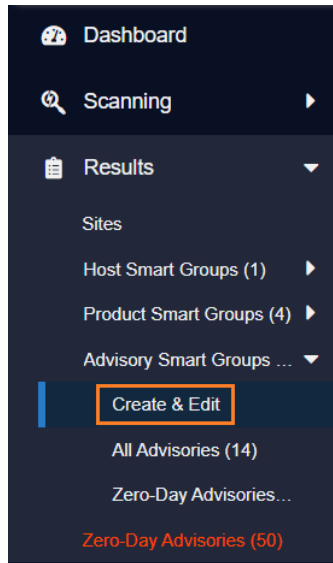 Dashboard
Scanning
Results
Sites
Host Smart Groups (1)
Product Smart Groups (4)
Advisory Smart Groups ...
Create & Edit
All Advisories (14)
Zero-Day Advisories...
Zero-Day Advisories (50)